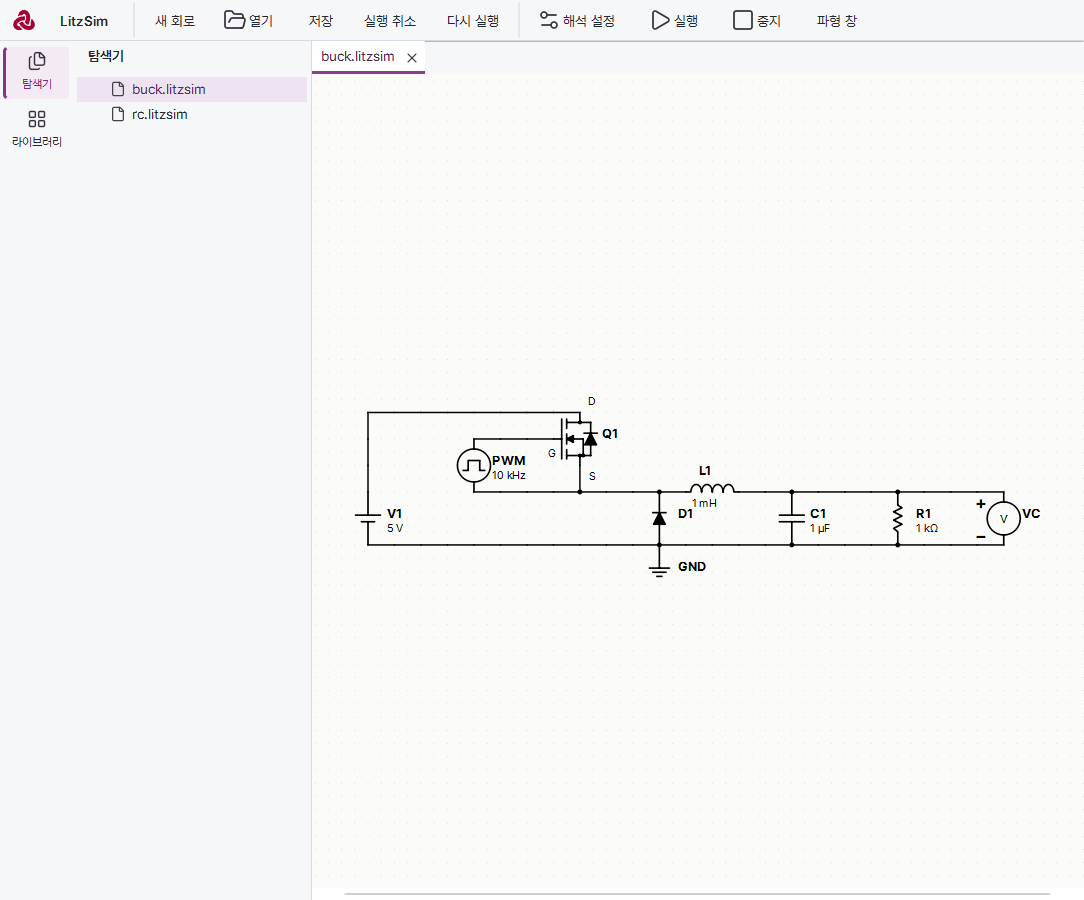 LitzSim 새 회로 열기 저장 실행 취소 다시 실행 해석 설정 실행 중지 파형 창
탐색기
라이브러리
탐색기
buck.litzsim
rc.litzsim
buck.litzsim
D
Q1
G
PWM
10 kHz
S
L1
1 mH
V1
5 V
D1
C1
1 µF
R1
1 kΩ
+
V
VC
−
GND